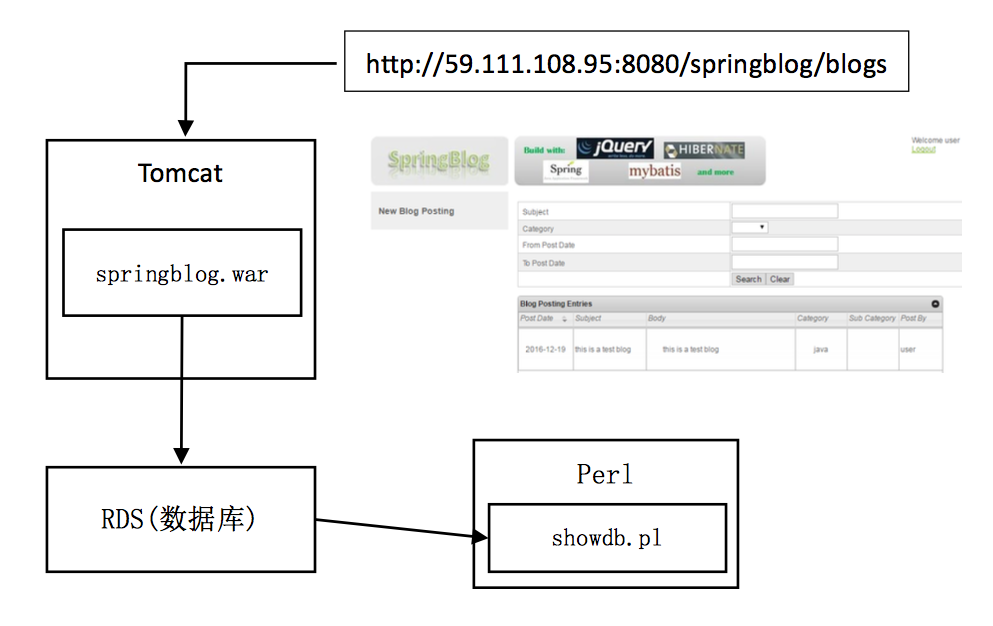 http://59.111.108.95:8080/springblog/blogs
Tomcat
springblog.war
SpringBlog
Build with: jQuery HIBERNATE
Spring mybatis and more
Welcome user
Logout
New Blog Posting
Subject
Category
From Post Date
To Post Date
Search Clear
Blog Posting Entries
Post Date Subject Body Category Sub Category Post By
2016-12-19 this is a test blog this is a test blog java user
RDS(数据库)
Perl
showdb.pl